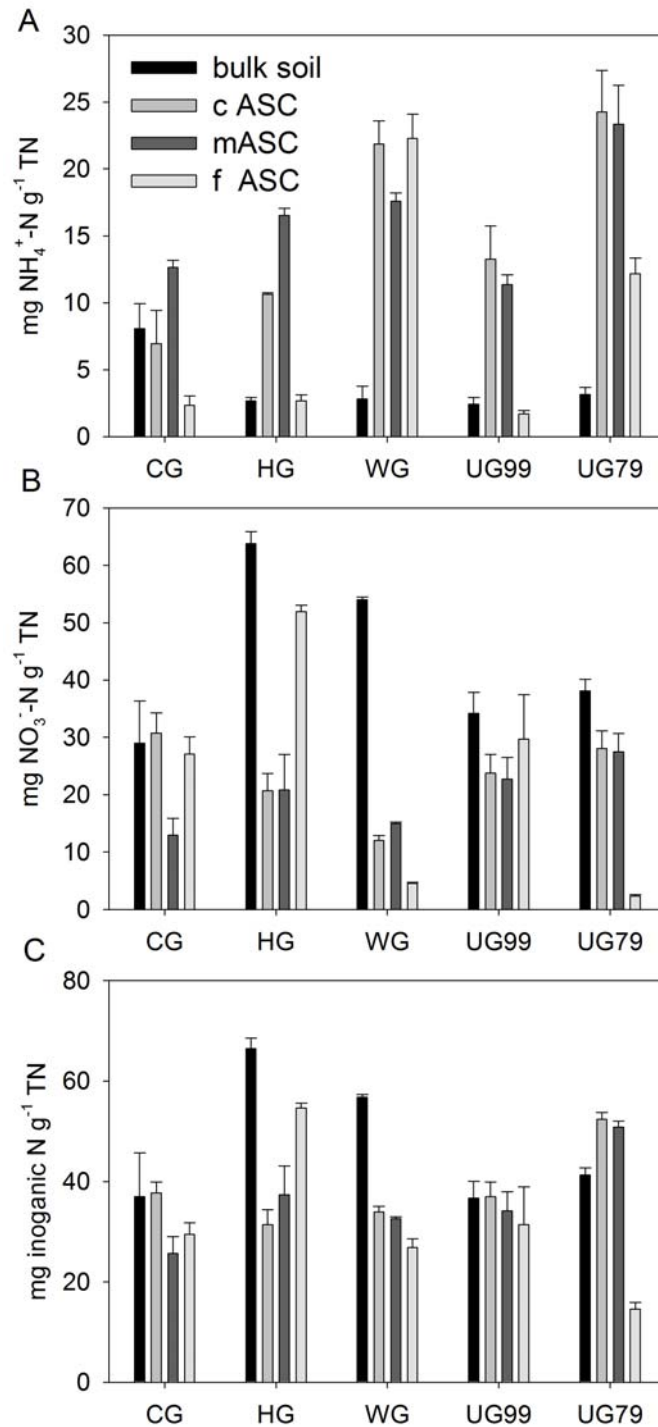 A
mg NH₄⁺-N g⁻¹ TN
30
25
20
15
10
5
0
bulk soil
c ASC
mASC
f ASC
CG HG WG UG99 UG79
B
mg NO₃⁻-N g⁻¹ TN
70
60
50
40
30
20
10
0
CG HG WG UG99 UG79
C
mg inoganic N g⁻¹ TN
80
60
40
20
0
CG HG WG UG99 UG79